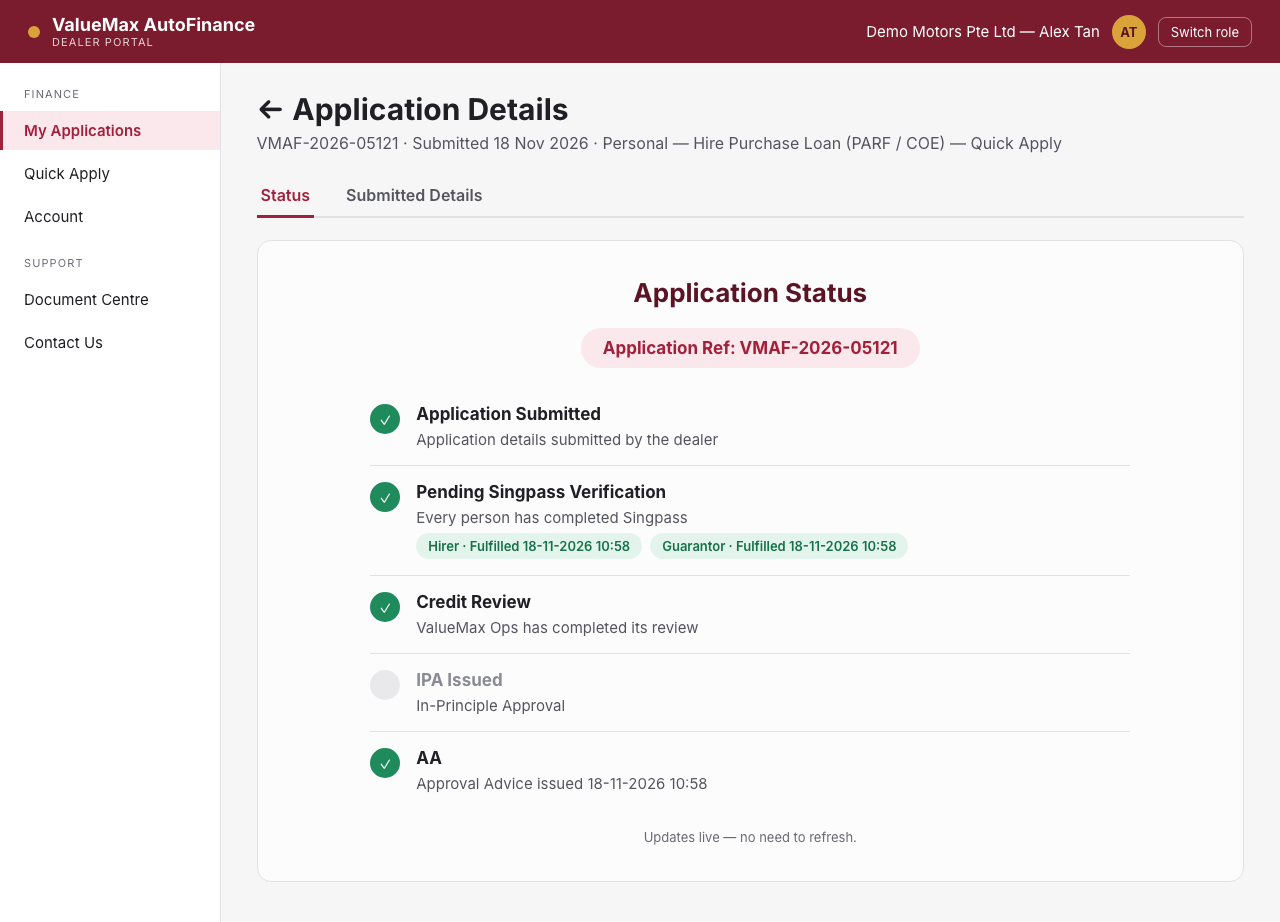 ValueMax AutoFinance
DEALER PORTAL
Demo Motors Pte Ltd — Alex Tan
AT
Switch role
FINANCE
My Applications
Quick Apply
Account
SUPPORT
Document Centre
Contact Us
← Application Details
VMAF-2026-05121 · Submitted 18 Nov 2026 · Personal — Hire Purchase Loan (PARF / COE) — Quick Apply
Status
Submitted Details
Application Status
Application Ref: VMAF-2026-05121
✓ Application Submitted
Application details submitted by the dealer
✓ Pending Singpass Verification
Every person has completed Singpass
Hirer · Fulfilled 18-11-2026 10:58
Guarantor · Fulfilled 18-11-2026 10:58
✓ Credit Review
ValueMax Ops has completed its review
IPA Issued
In-Principle Approval
✓ AA
Approval Advice issued 18-11-2026 10:58
Updates live — no need to refresh.